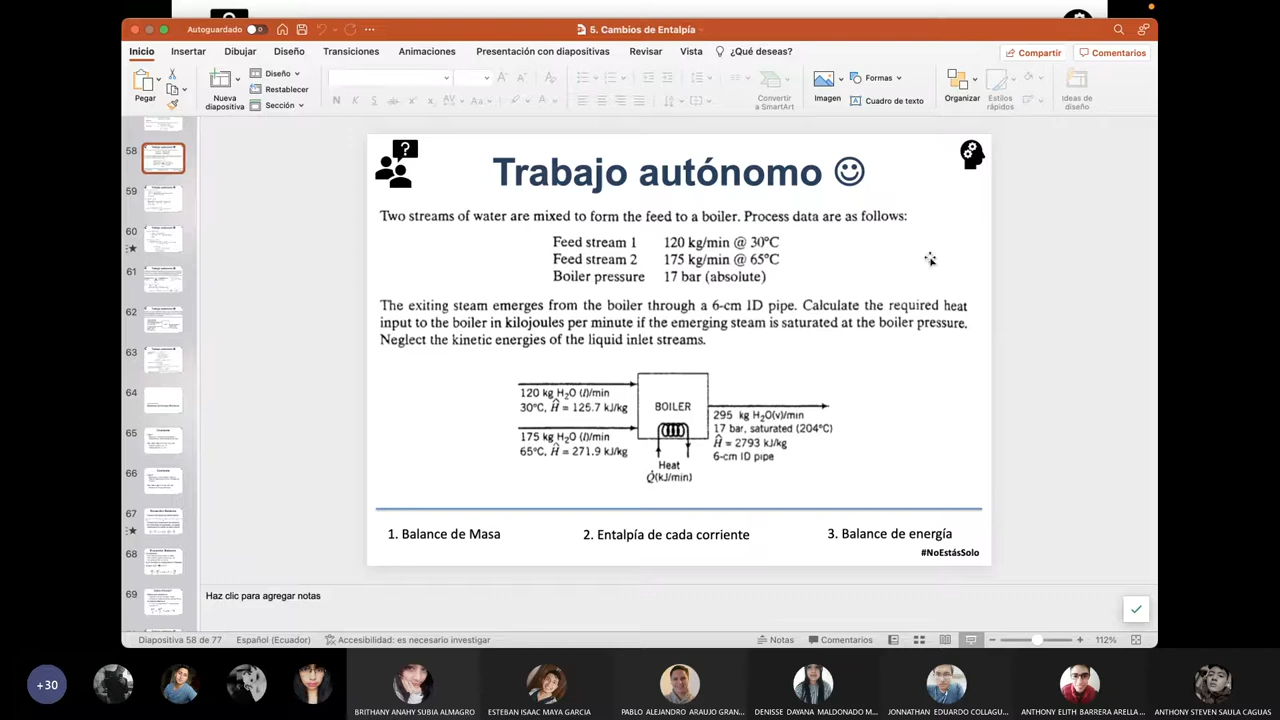 Autoguardado
5. Cambios de Entalpía
Inicio Insertar Dibujar Diseño Transiciones Animaciones Presentación con diapositivas Revisar Vista ¿Qué deseas? Compartir Comentarios
Pegar
Nueva diapositiva
Diseño
Restablecer
Sección
Convertir a SmartArt
Imagen
Formas
Cuadro de texto
Organizar
Estilos rápidos
Ideas de diseño
58
59
60
61
62
63
64
65
66
67
68
69
Trabajo autónomo
Two streams of water are mixed to form the feed to a boiler. Process data are as follows:
Feed stream 1 120 kg/min @ 30°C
Feed stream 2 175 kg/min @ 65°C
Boiler pressure 17 bar (absolute)
The exiting steam emerges from the boiler through a 6-cm ID pipe. Calculate the required heat
input to the boiler in kilojoules per minute if the emerging steam is saturated at the boiler pressure.
Neglect the kinetic energies of the liquid inlet streams.
120 kg H₂O (l)/min
30°C, Ĥ = 125.7 kJ/kg
175 kg H₂O (l)/min
65°C, Ĥ = 271.9 kJ/kg
BOILER
Heat
Q̇(kJ/min)
295 kg H₂O(v)/min
17 bar, saturated (204°C)
Ĥ = 2793 kJ/kg
6-cm ID pipe
1. Balance de Masa 2. Entalpía de cada corriente 3. Balance de energía
#NoEstásSolo
Haz clic para agregar notas
Diapositiva 58 de 77 Español (Ecuador) Accesibilidad: es necesario investigar Notas Comentarios 112%
+30
BRITHANY ANAHY SUBIA ALMAGRO
ESTEBAN ISAAC MAYA GARCIA
PABLO ALEJANDRO ARAUJO GRAN...
DENISSE DAYANA MALDONADO M...
JONNATHAN EDUARDO COLLAGU...
ANTHONY ELITH BARRERA ARELLA...
ANTHONY STEVEN SAULA CAGUAS